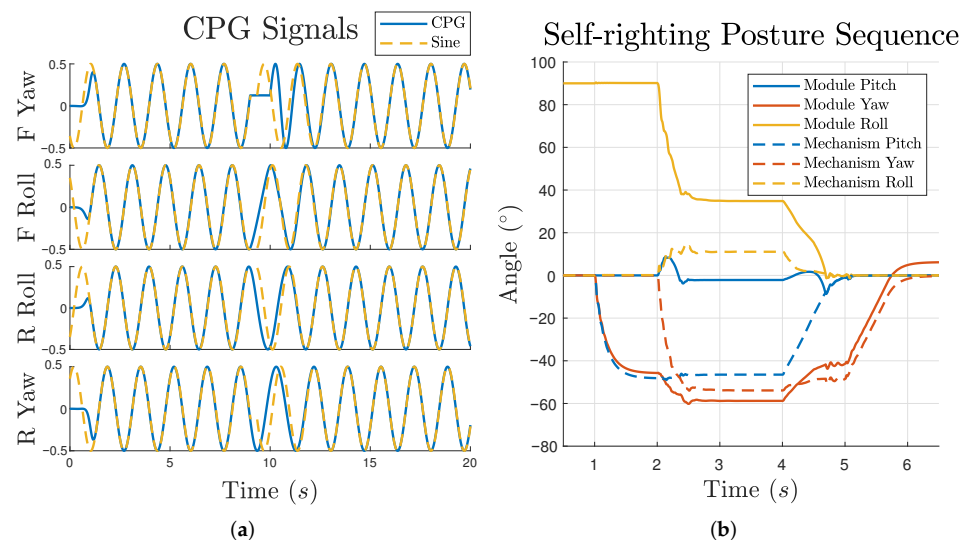 CPG Signals
CPG
Sine
F Yaw
0.5
0
−0.5
F Roll
0.5
0
−0.5
R Roll
0.5
0
−0.5
R Yaw
0.5
0
−0.5
0
5
10
15
20
Time (s)
(a)
Self-righting Posture Sequence
Module Pitch
Module Yaw
Module Roll
Mechanism Pitch
Mechanism Yaw
Mechanism Roll
Angle (°)
100
80
60
40
20
0
−20
−40
−60
−80
1
2
3
4
5
6
Time (s)
(b)